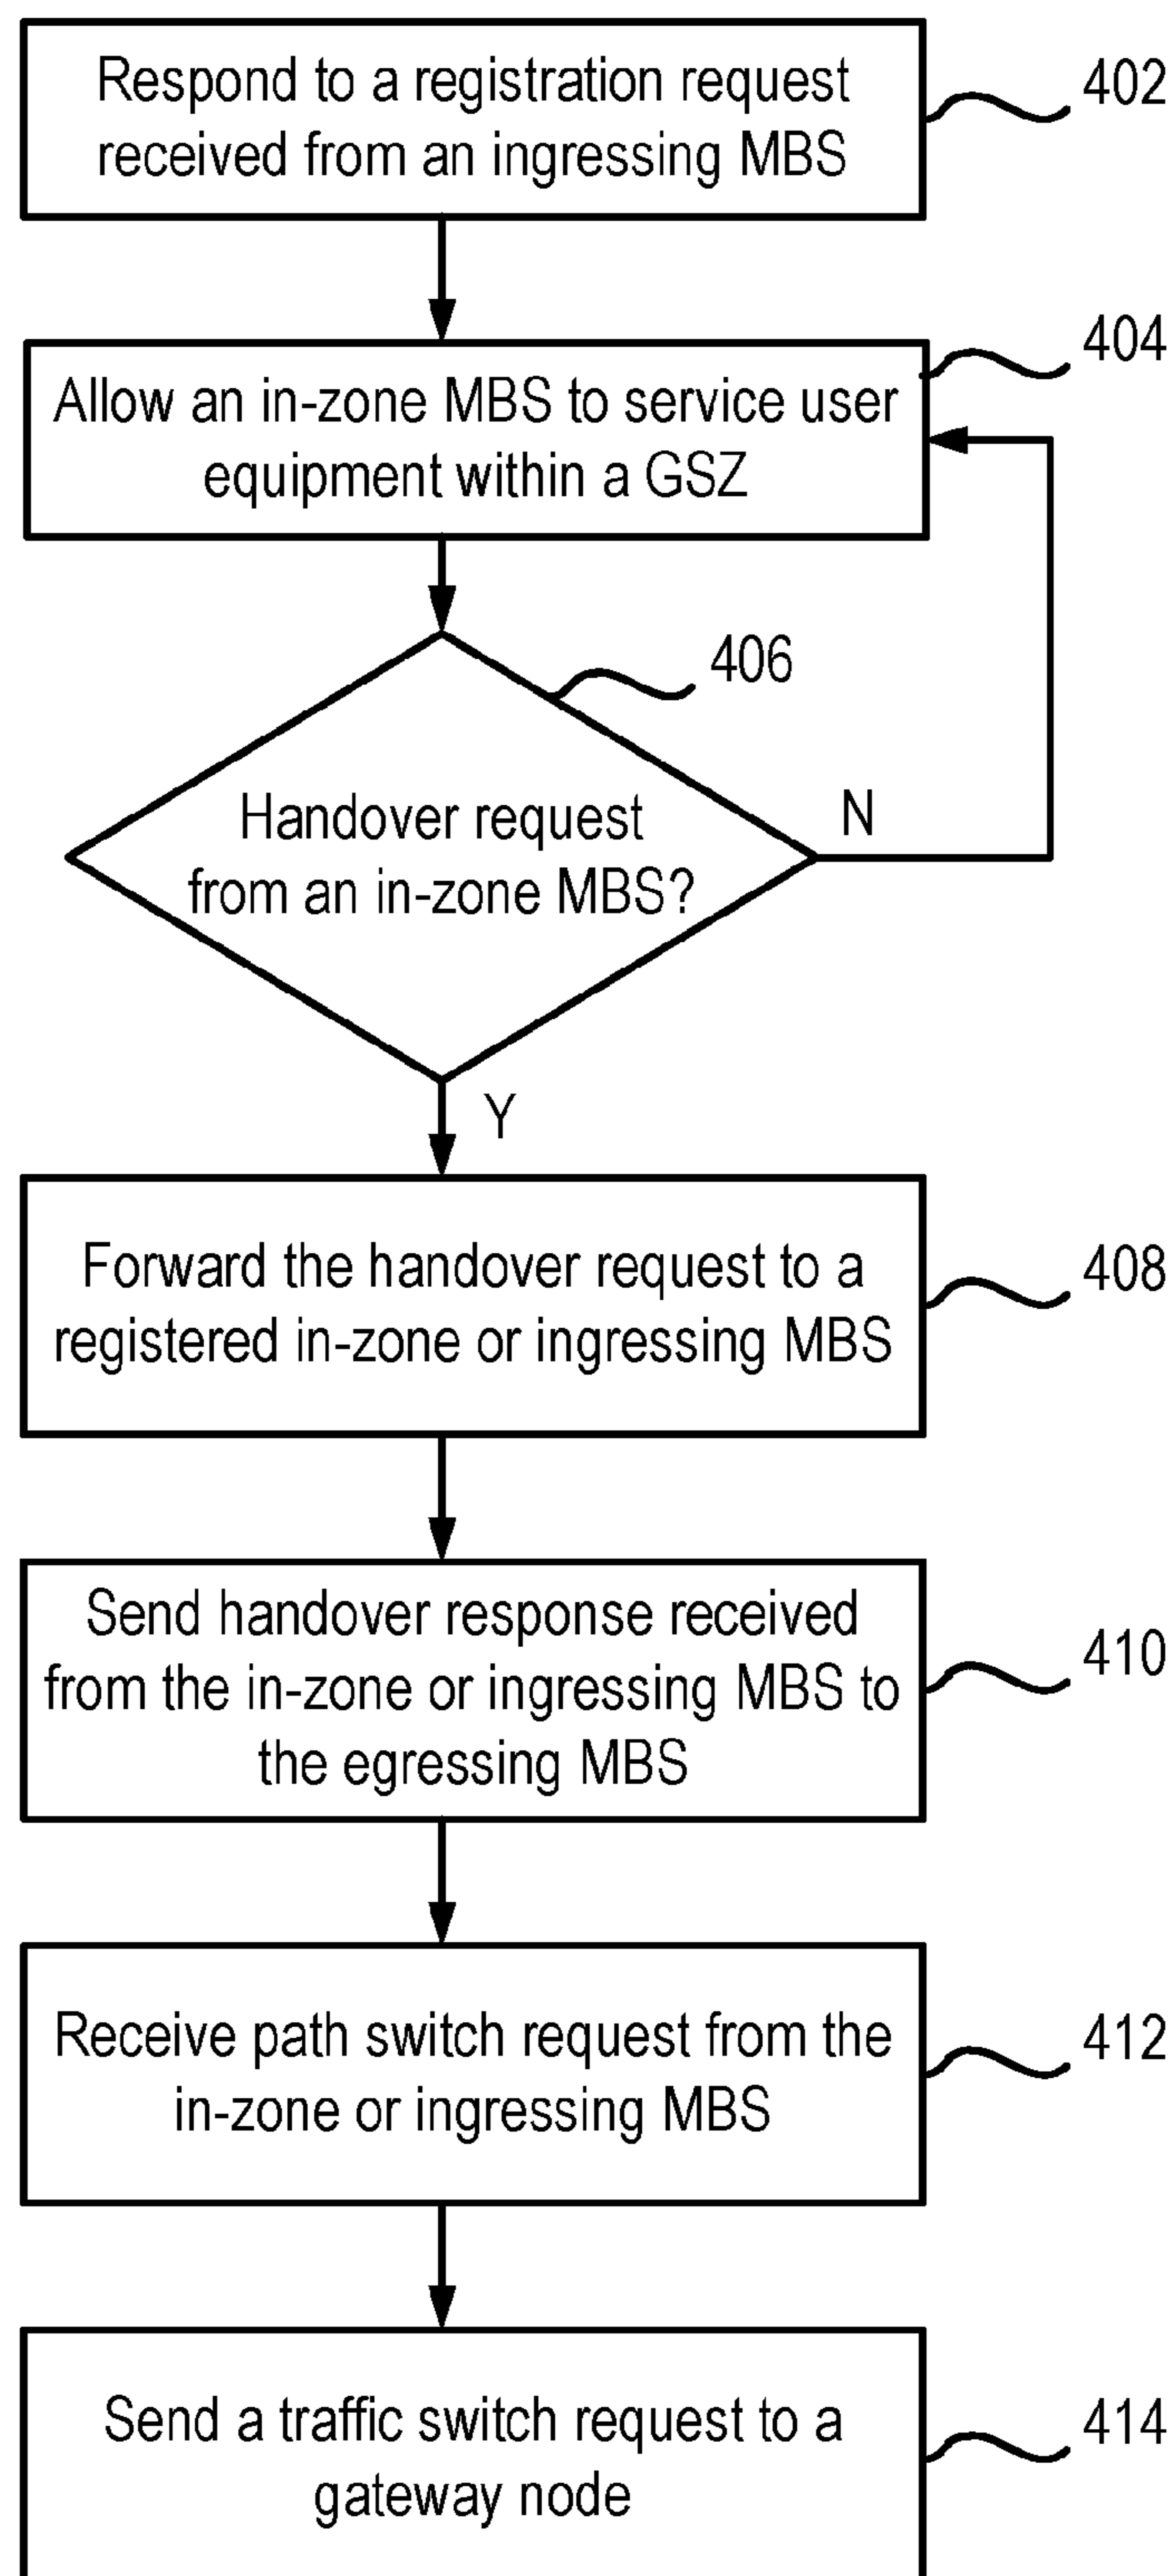 Respond to a registration request
received from an ingressing MBS
402
Allow an in-zone MBS to service user
equipment within a GSZ
404
406
Handover request
from an in-zone MBS?
N
Y
Forward the handover request to a
registered in-zone or ingressing MBS
408
Send handover response received
from the in-zone or ingressing MBS to
the egressing MBS
410
Receive path switch request from the
in-zone or ingressing MBS
412
Send a traffic switch request to a
gateway node
414